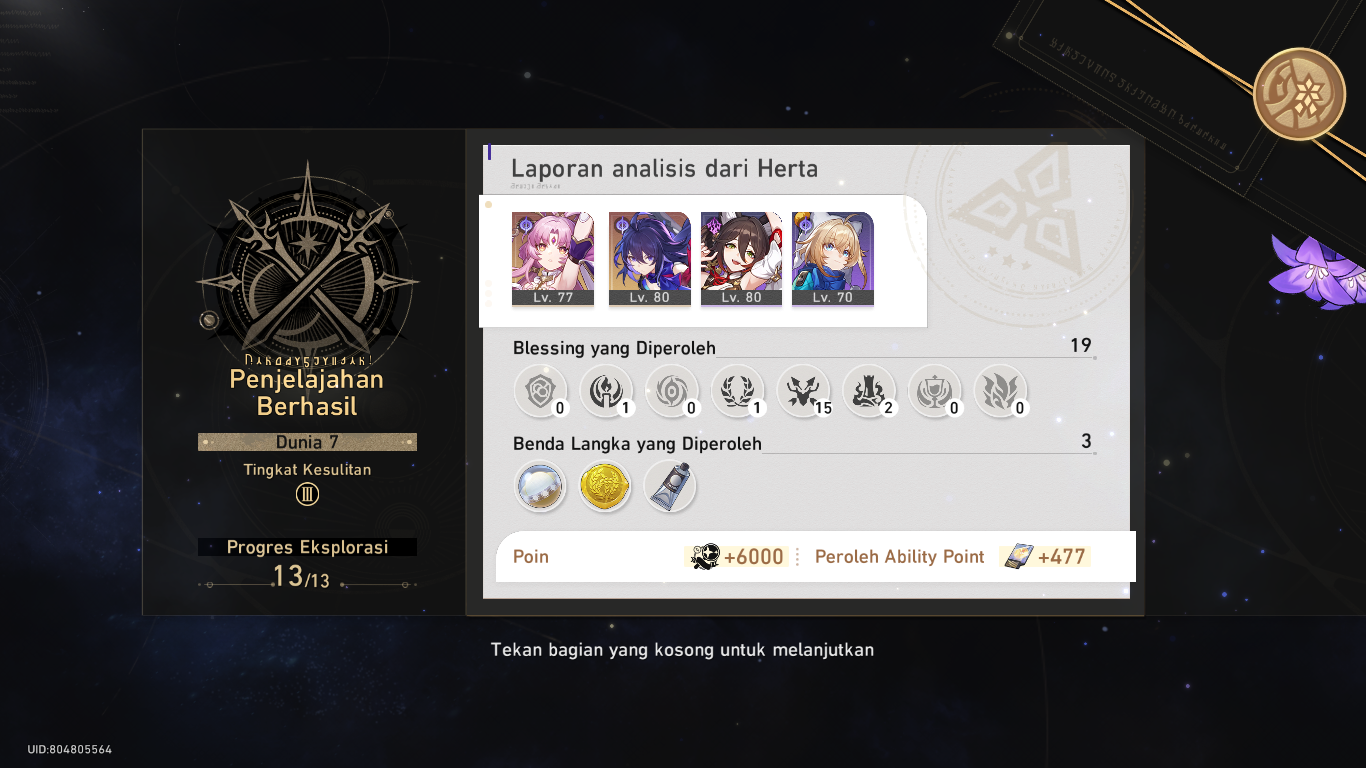 Penjelajahan
Berhasil
Dunia 7
Tingkat Kesulitan
III
Progres Eksplorasi
13/13
Laporan analisis dari Herta
Lv. 77
Lv. 80
Lv. 80
Lv. 70
Blessing yang Diperoleh 19
0 1 0 1 15 2 0 0
Benda Langka yang Diperoleh 3
Poin +6000 Peroleh Ability Point +477
Tekan bagian yang kosong untuk melanjutkan
UID:804805564